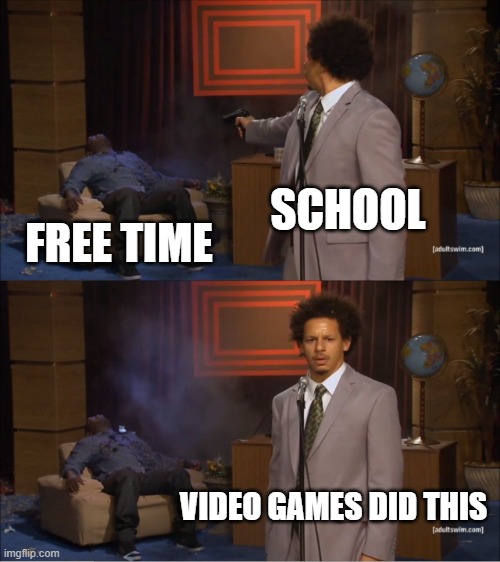 SCHOOL
FREE TIME
[adultswim.com]
VIDEO GAMES DID THIS
[adultswim.com]
imgflip.com